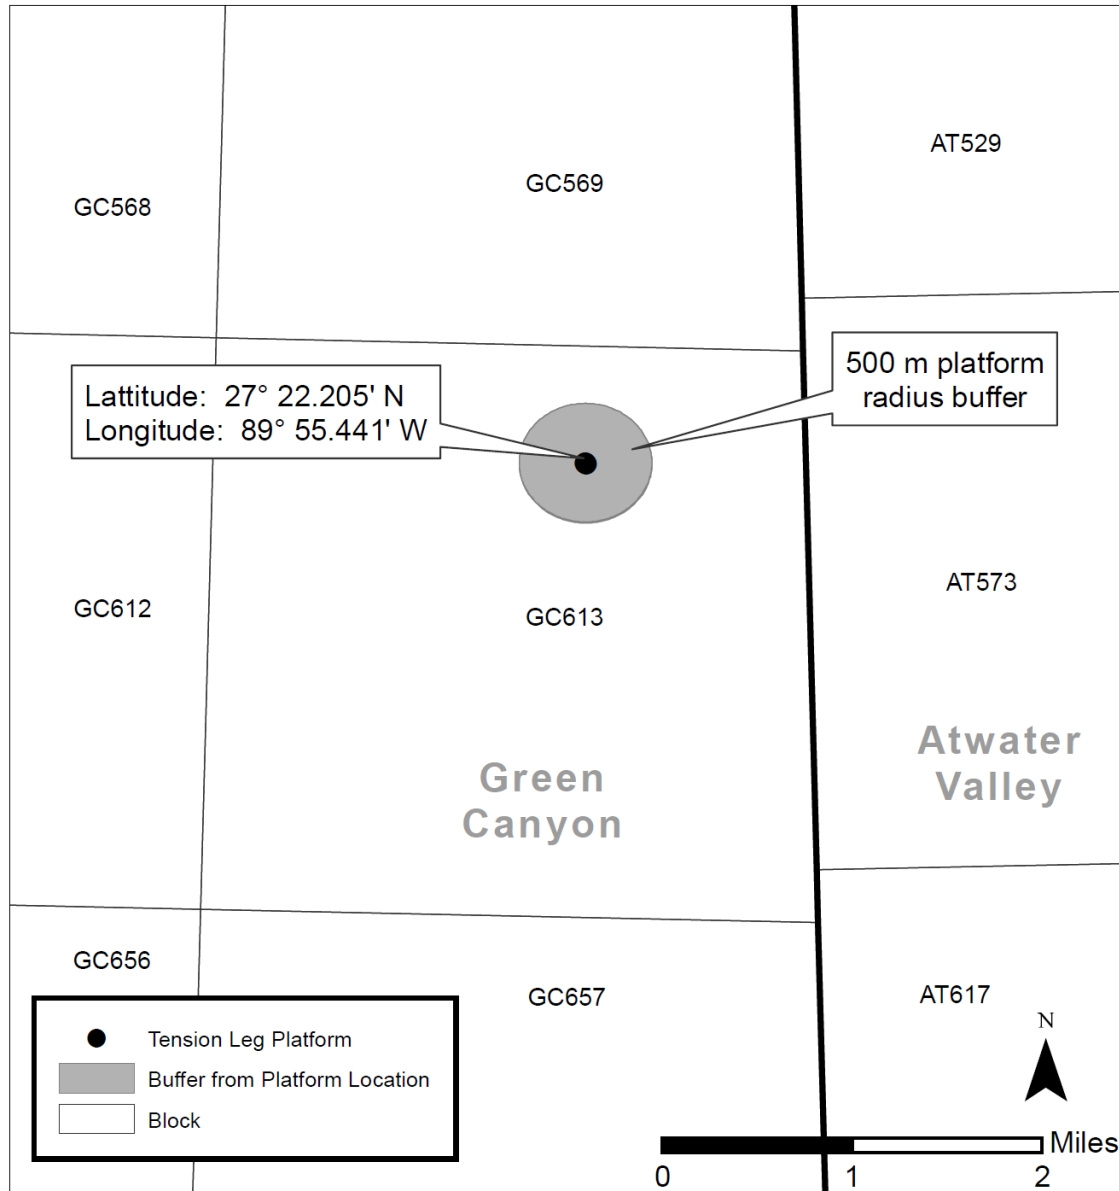 AT529
GC569
GC568
500 m platform
radius buffer
Lattitude:  27° 22.205' N
Longitude:  89° 55.441' W
AT573
GC612
GC613
Atwater
Valley
Green
Canyon
GC656
GC657
AT617
N
Tension Leg Platform
Buffer from Platform Location
Block
Miles
0 1 2